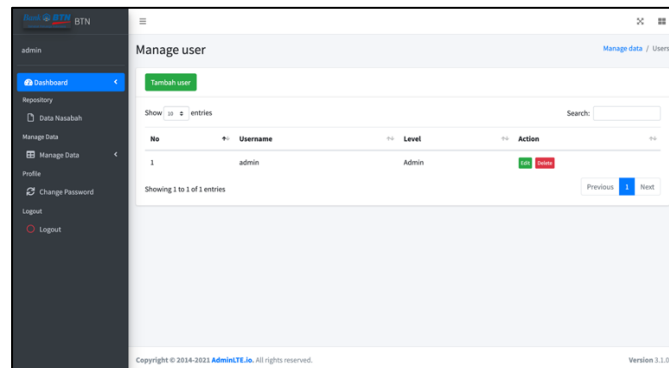 Bank BTN BTN
admin
Dashboard
Repository
Data Nasabah
Manage Data
Manage Data
Profile
Change Password
Logout
Logout
Manage user
Manage data / Users
Tambah user
Show 10 entries
Search:
No Username Level Action
1 admin Admin Edit Delete
Showing 1 to 1 of 1 entries
Previous 1 Next
Copyright © 2014-2021 AdminLTE.io. All rights reserved.
Version 3.1.0